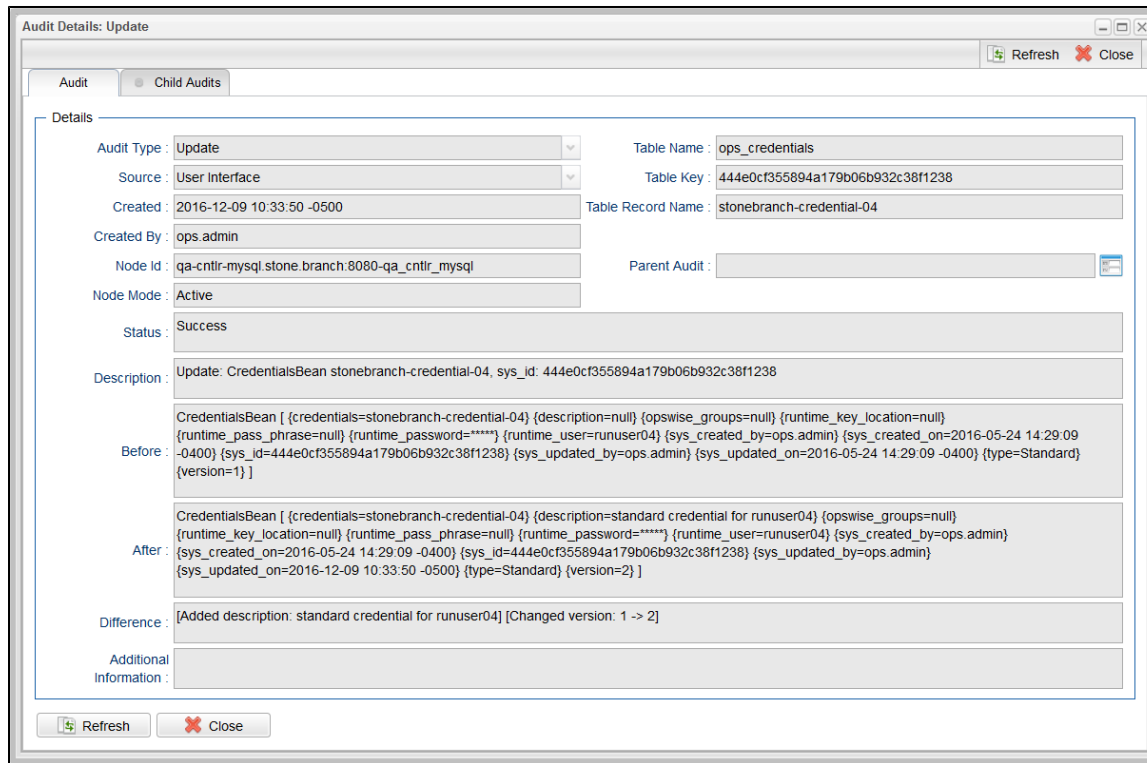 Audit Details: Update
Refresh Close
Audit Child Audits
Details
Audit Type : Update Table Name : ops_credentials
Source : User Interface Table Key : 444e0cf355894a179b06b932c38f1238
Created : 2016-12-09 10:33:50 -0500 Table Record Name : stonebranch-credential-04
Created By : ops.admin
Node Id : qa-cntlr-mysql.stone.branch:8080-qa_cntlr_mysql Parent Audit :
Node Mode : Active
Status : Success
Description : Update: CredentialsBean stonebranch-credential-04, sys_id: 444e0cf355894a179b06b932c38f1238
CredentialsBean [ {credentials=stonebranch-credential-04} {description=null} {opswise_groups=null} {runtime_key_location=null}
{runtime_pass_phrase=null} {runtime_password=*****} {runtime_user=runuser04} {sys_created_by=ops.admin} {sys_created_on=2016-05-24 14:29:09
Before : -0400} {sys_id=444e0cf355894a179b06b932c38f1238} {sys_updated_by=ops.admin} {sys_updated_on=2016-05-24 14:29:09 -0400} {type=Standard}
{version=1} ]
CredentialsBean [ {credentials=stonebranch-credential-04} {description=standard credential for runuser04} {opswise_groups=null}
{runtime_key_location=null} {runtime_pass_phrase=null} {runtime_password=*****} {runtime_user=runuser04} {sys_created_by=ops.admin}
After : {sys_created_on=2016-05-24 14:29:09 -0400} {sys_id=444e0cf355894a179b06b932c38f1238} {sys_updated_by=ops.admin}
{sys_updated_on=2016-12-09 10:33:50 -0500} {type=Standard} {version=2} ]
Difference : [Added description: standard credential for runuser04] [Changed version: 1 -> 2]
Additional
Information :
Refresh Close